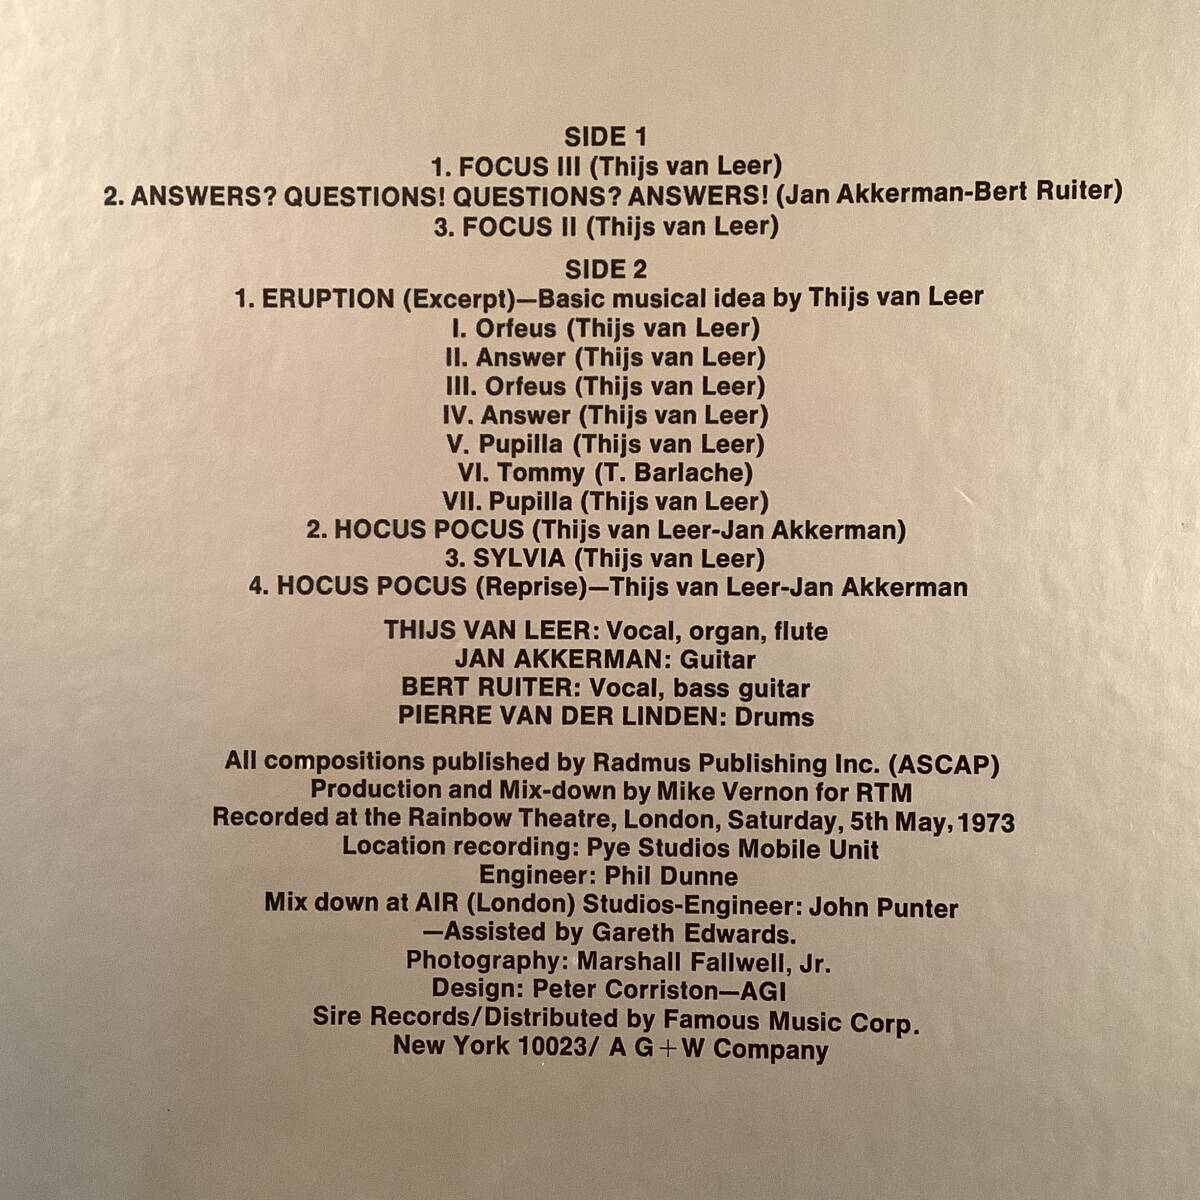 SIDE 1
1. FOCUS III (Thijs van Leer)
2. ANSWERS? QUESTIONS! QUESTIONS? ANSWERS! (Jan Akkerman-Bert Ruiter)
3. FOCUS II (Thijs van Leer)
SIDE 2
1. ERUPTION (Excerpt)—Basic musical idea by Thijs van Leer
I. Orfeus (Thijs van Leer)
II. Answer (Thijs van Leer)
III. Orfeus (Thijs van Leer)
IV. Answer (Thijs van Leer)
V. Pupilla (Thijs van Leer)
VI. Tommy (T. Barlache)
VII. Pupilla (Thijs van Leer)
2. HOCUS POCUS (Thijs van Leer-Jan Akkerman)
3. SYLVIA (Thijs van Leer)
4. HOCUS POCUS (Reprise)—Thijs van Leer-Jan Akkerman
THIJS VAN LEER: Vocal, organ, flute
JAN AKKERMAN: Guitar
BERT RUITER: Vocal, bass guitar
PIERRE VAN DER LINDEN: Drums
All compositions published by Radmus Publishing Inc. (ASCAP)
Production and Mix-down by Mike Vernon for RTM
Recorded at the Rainbow Theatre, London, Saturday, 5th May, 1973
Location recording: Pye Studios Mobile Unit
Engineer: Phil Dunne
Mix down at AIR (London) Studios-Engineer: John Punter
—Assisted by Gareth Edwards.
Photography: Marshall Fallwell, Jr.
Design: Peter Corriston—AGI
Sire Records/Distributed by Famous Music Corp.
New York 10023/ A G+W Company